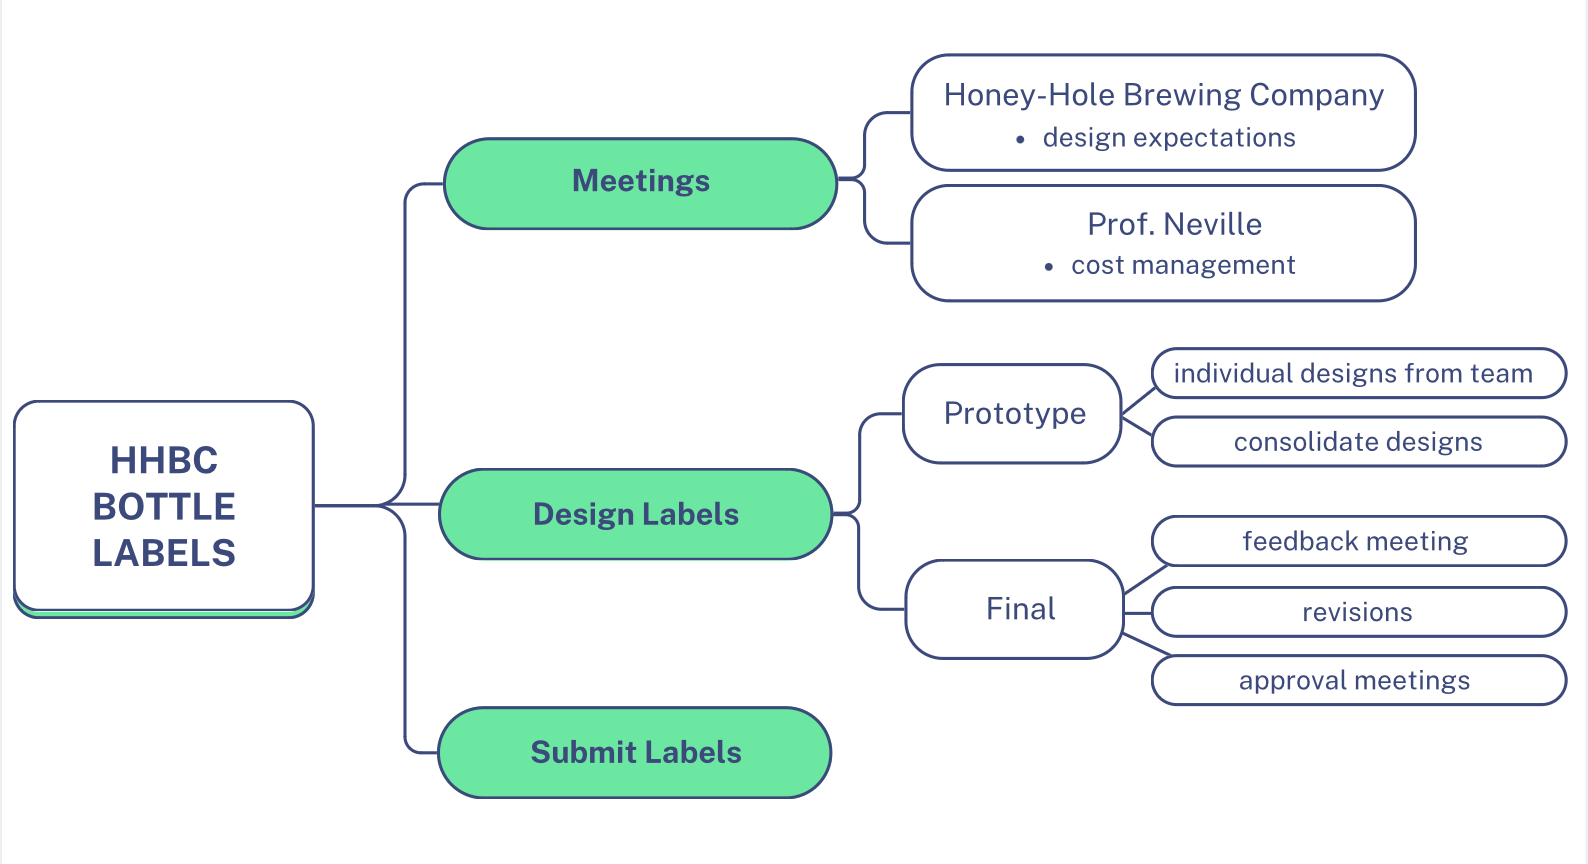 HHBC
BOTTLE
LABELS
Meetings
Honey-Hole Brewing Company
• design expectations
Prof. Neville
• cost management
Design Labels
Prototype
individual designs from team
consolidate designs
Final
feedback meeting
revisions
approval meetings
Submit Labels